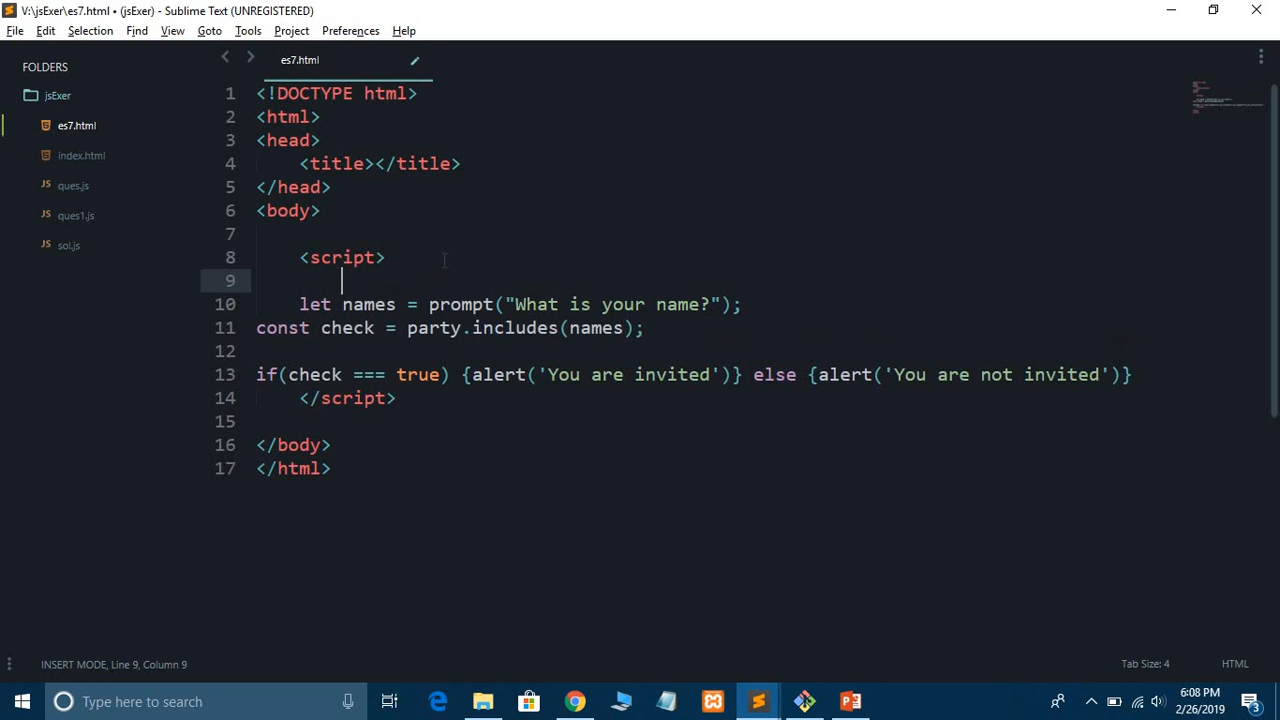 V:\jsExer\es7.html • (jsExer) - Sublime Text (UNREGISTERED)
File Edit Selection Find View Goto Tools Project Preferences Help
FOLDERS
jsExer
es7.html
index.html
JS ques.js
JS ques1.js
JS soi.js
es7.html
1 <!DOCTYPE html>
2 <html>
3 <head>
4 <title></title>
5 </head>
6 <body>
7
8 <script>
9
10 let names = prompt("What is your name?");
11 const check = party.includes(names);
12
13 if(check === true) {alert('You are invited')} else {alert('You are not invited')}
14 </script>
15
16 </body>
17 </html>
INSERT MODE, Line 9, Column 9
Tab Size: 4 HTML
Type here to search
6:08 PM
2/26/2019
3